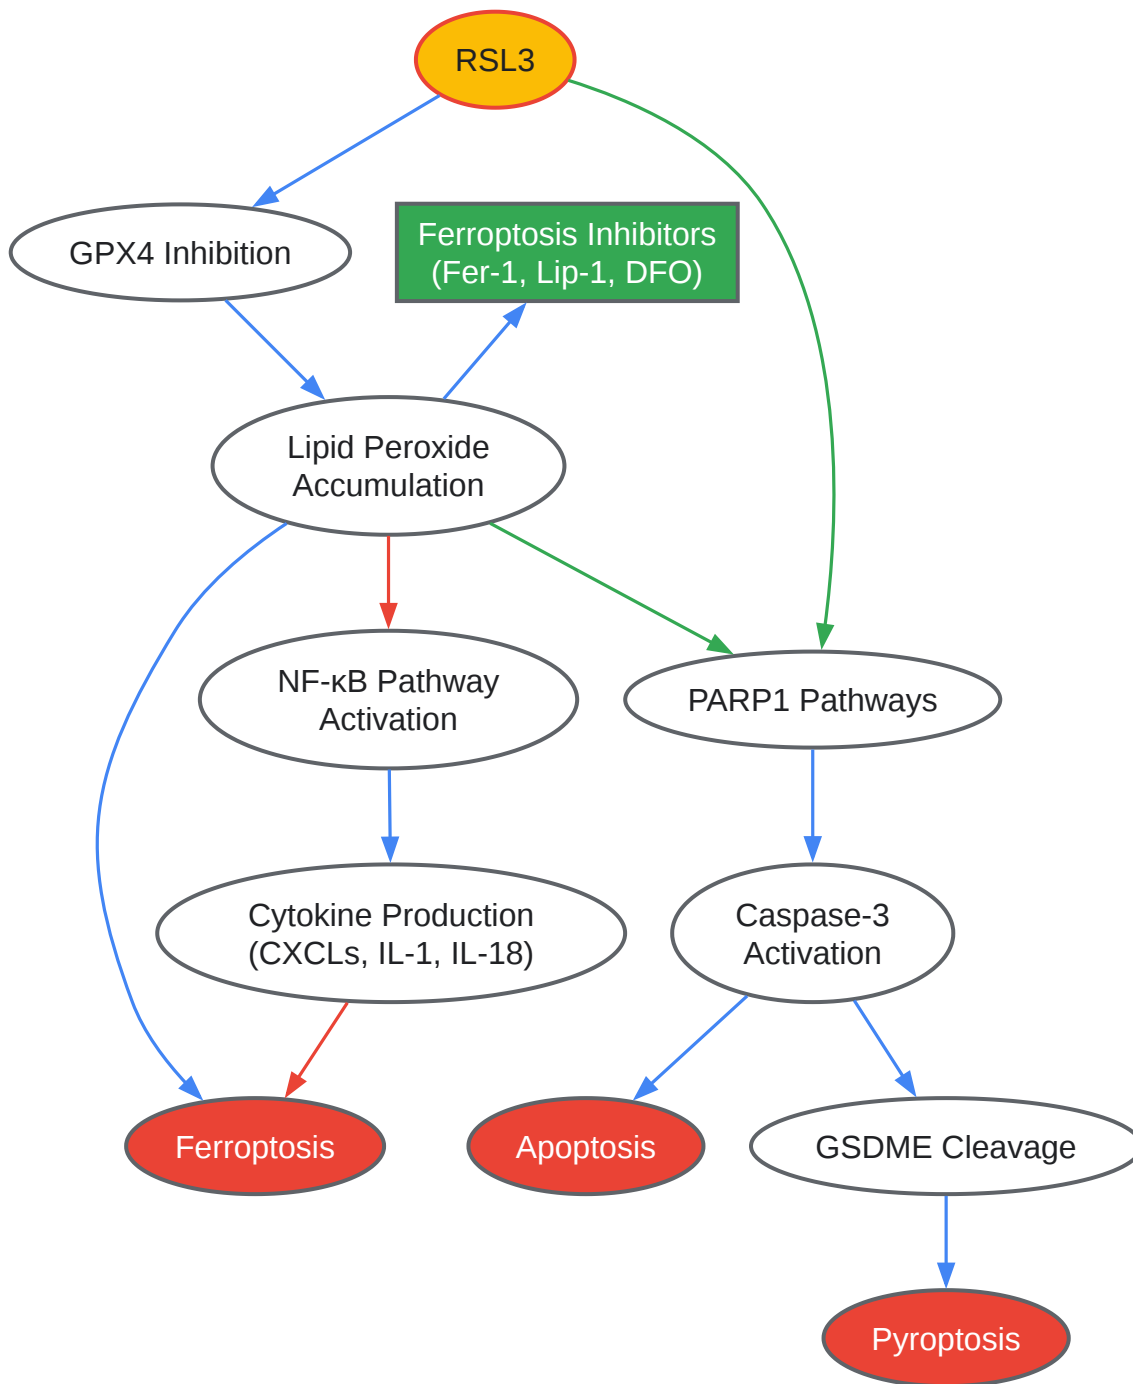 RSL3
GPX4 Inhibition
Ferroptosis Inhibitors
(Fer-1, Lip-1, DFO)
Lipid Peroxide
Accumulation
NF-κB Pathway
Activation
PARP1 Pathways
Cytokine Production
(CXCLs, IL-1, IL-18)
Caspase-3
Activation
Ferroptosis
Apoptosis
GSDME Cleavage
Pyroptosis